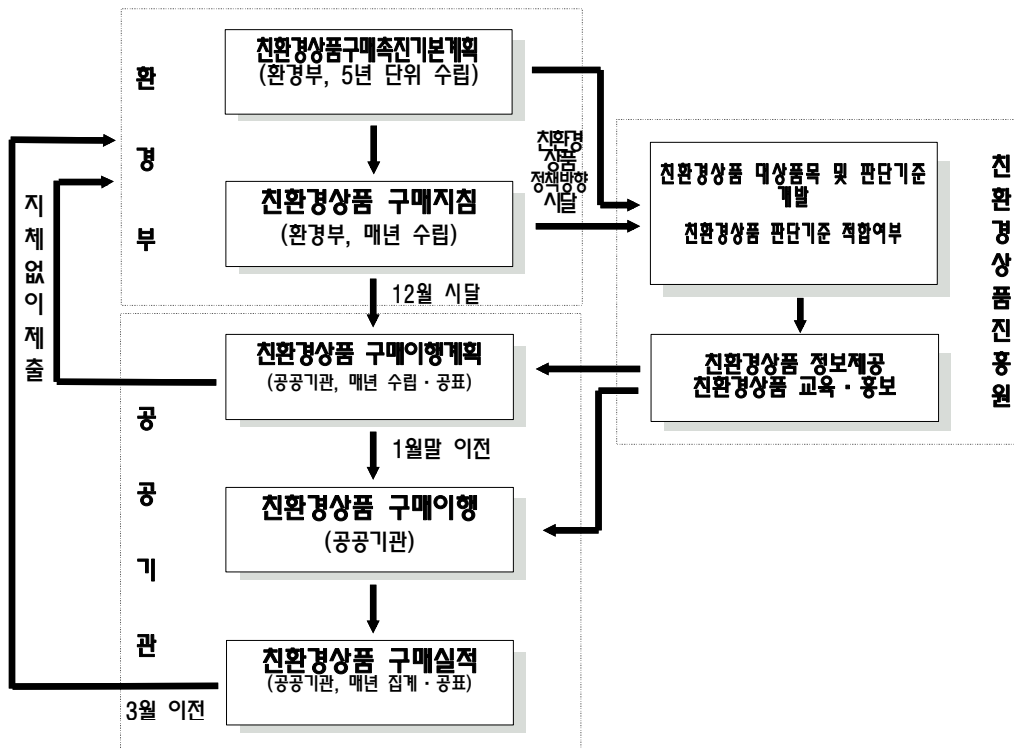 환경부
친환경상품구매촉진기본계획
(환경부, 5년 단위 수립)
친환경상품 구매지침
(환경부, 매년 수립)
12월 시달
친환경
상품
정책방향
시달
지체없이제출
공공기관
친환경상품 구매이행계획
(공공기관, 매년 수립·공표)
1월말 이전
친환경상품 구매이행
(공공기관)
친환경상품 구매실적
(공공기관, 매년 집계·공표)
3월 이전
친환경상품 대상품목 및 판단기준
개발
친환경상품 판단기준 적합여부
친환경상품 정보제공
친환경상품 교육·홍보
친환경상품진흥원